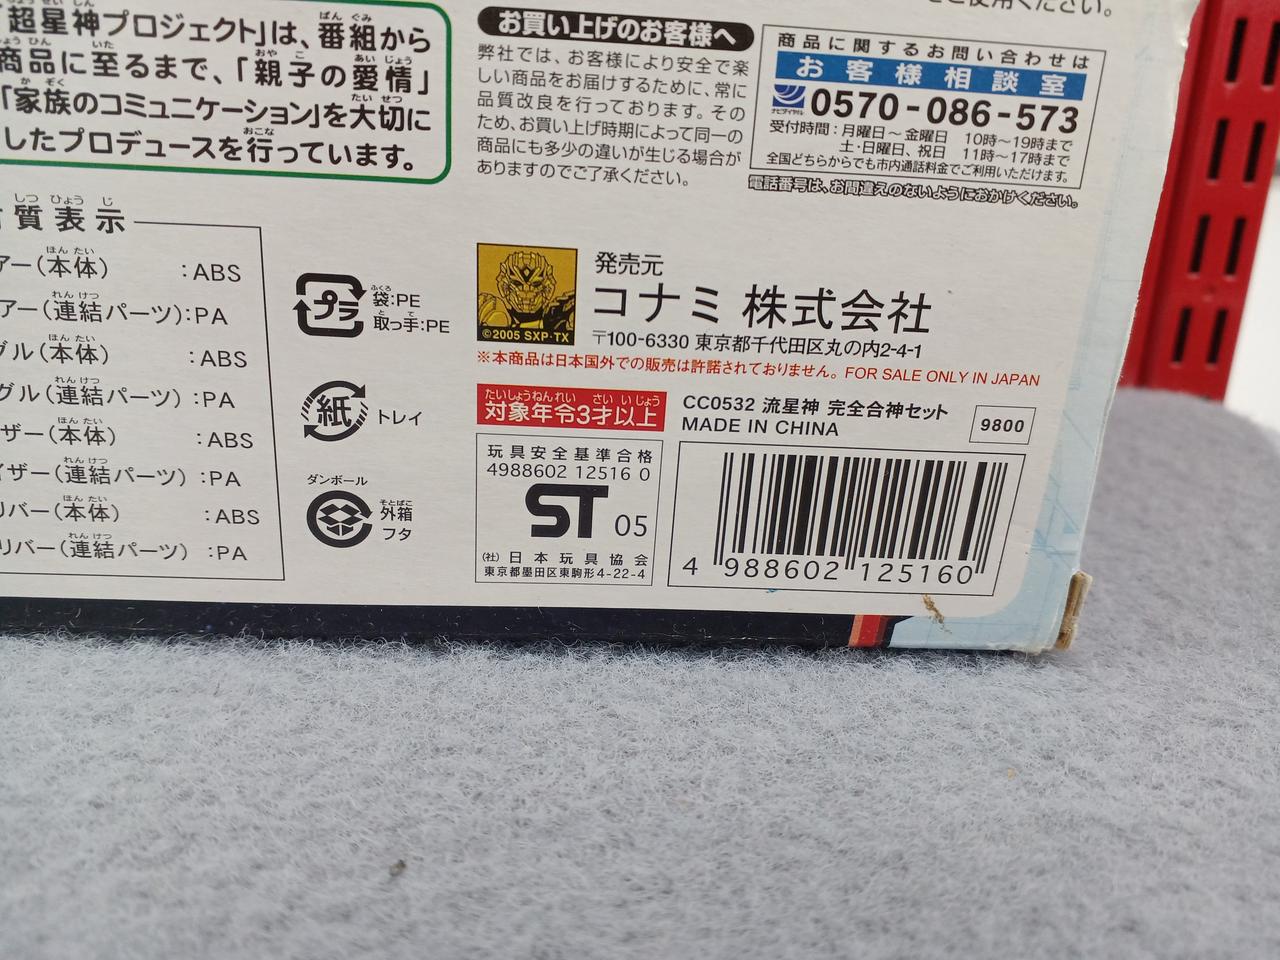 「超星神プロジェクト」は、番組から
商品に至るまで、「親子の愛情」
「家族のコミュニケーション」を大切に
したプロデュースを行っています。
質表示
アー(本体) :ABS
アー(連結パーツ):PA
グル(本体) :ABS
グル(連結パーツ) :PA
ザー(本体) :ABS
イザー(連結パーツ) :PA
リバー(本体) :ABS
リバー(連結パーツ) :PA
プラ
袋:PE
取っ手:PE
紙
トレイ
ダンボール
外箱
フタ
ご使用ください。
お買い上げのお客様へ
弊社では、お客様により安全で楽
しい商品をお届けするために、常に
品質改良を行っております。その
ため、お買い上げ時期によって同一の
商品にも多少の違いが生じる場合が
ありますのでご了承ください。
商品に関するお問い合わせは
お客様相談室
ナビダイヤル
0570-086-573
受付時間:月曜日~金曜日 10時~19時まで
土・日曜日、祝日 11時~17時まで
全国どちらからでも市内通話料金でご利用いただけます。
電話番号は、お間違えのないようにおかけください。
©2005 SXP・TX
発売元
コナミ 株式会社
〒100-6330 東京都千代田区丸の内2-4-1
※本商品は日本国外での販売は許諾されておりません。 FOR SALE ONLY IN JAPAN
対象年令3才以上
CC0532 流星神 完全合神セット
MADE IN CHINA
9800
玩具安全基準合格
4988602 12516 0
ST 05
(社)日本玩具協会
東京都墨田区東駒形4-22-4
4 988602 125160